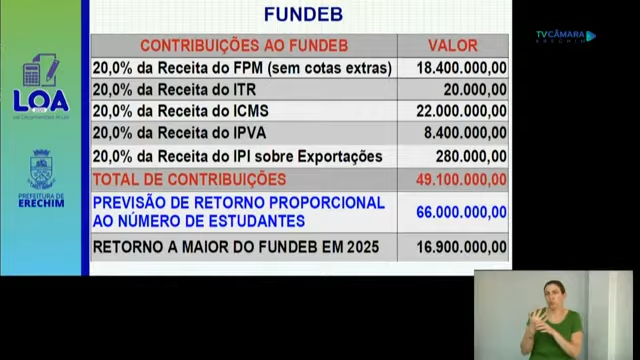 FUNDEB
TV CÂMARA
ERECHIM
CONTRIBUIÇÕES AO FUNDEB VALOR
20,0% da Receita do FPM (sem cotas extras) 18.400.000,00
20,0% da Receita do ITR 20.000,00
20,0% da Receita do ICMS 22.000.000,00
20,0% da Receita do IPVA 8.400.000,00
20,0% da Receita do IPI sobre Exportações 280.000,00
TOTAL DE CONTRIBUIÇÕES 49.100.000,00
PREVISÃO DE RETORNO PROPORCIONAL
AO NÚMERO DE ESTUDANTES 66.000.000,00
RETORNO A MAIOR DO FUNDEB EM 2025 16.900.000,00
LOA
PREFEITURA DE
ERECHIM